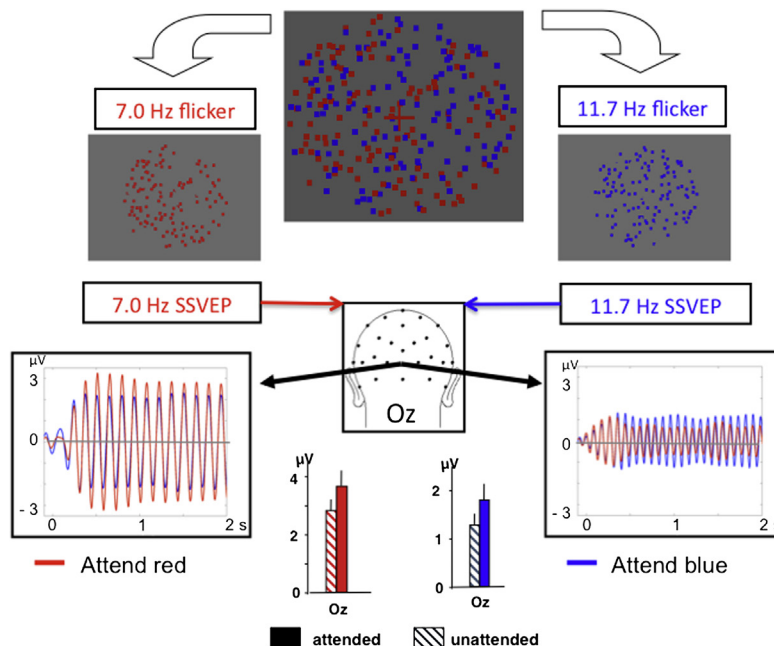 7.0 Hz flicker
11.7 Hz flicker
7.0 Hz SSVEP
11.7 Hz SSVEP
μV
3
0
- 3
0
1
2 s
Oz
μV
3
0
- 3
0
1
2
μV
4
2
0
Oz
μV
2
1
0
Oz
Attend red
Attend blue
attended
unattended